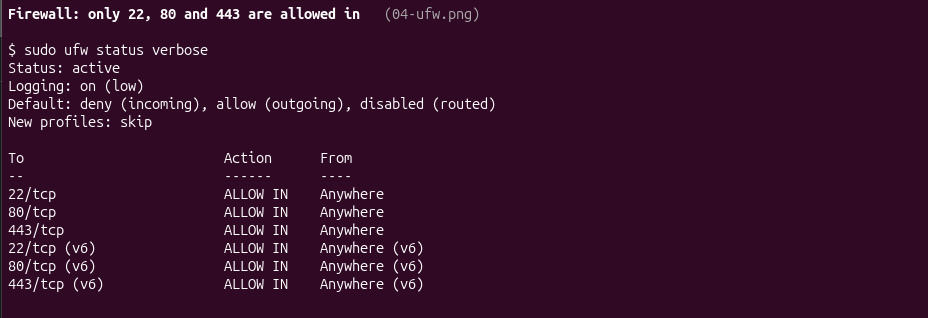 Firewall: only 22, 80 and 443 are allowed in   (04-ufw.png)
$ sudo ufw status verbose
Status: active
Logging: on (low)
Default: deny (incoming), allow (outgoing), disabled (routed)
New profiles: skip
To                         Action      From
--                         ------      ----
22/tcp                     ALLOW IN    Anywhere
80/tcp                     ALLOW IN    Anywhere
443/tcp                    ALLOW IN    Anywhere
22/tcp (v6)                ALLOW IN    Anywhere (v6)
80/tcp (v6)                ALLOW IN    Anywhere (v6)
443/tcp (v6)               ALLOW IN    Anywhere (v6)